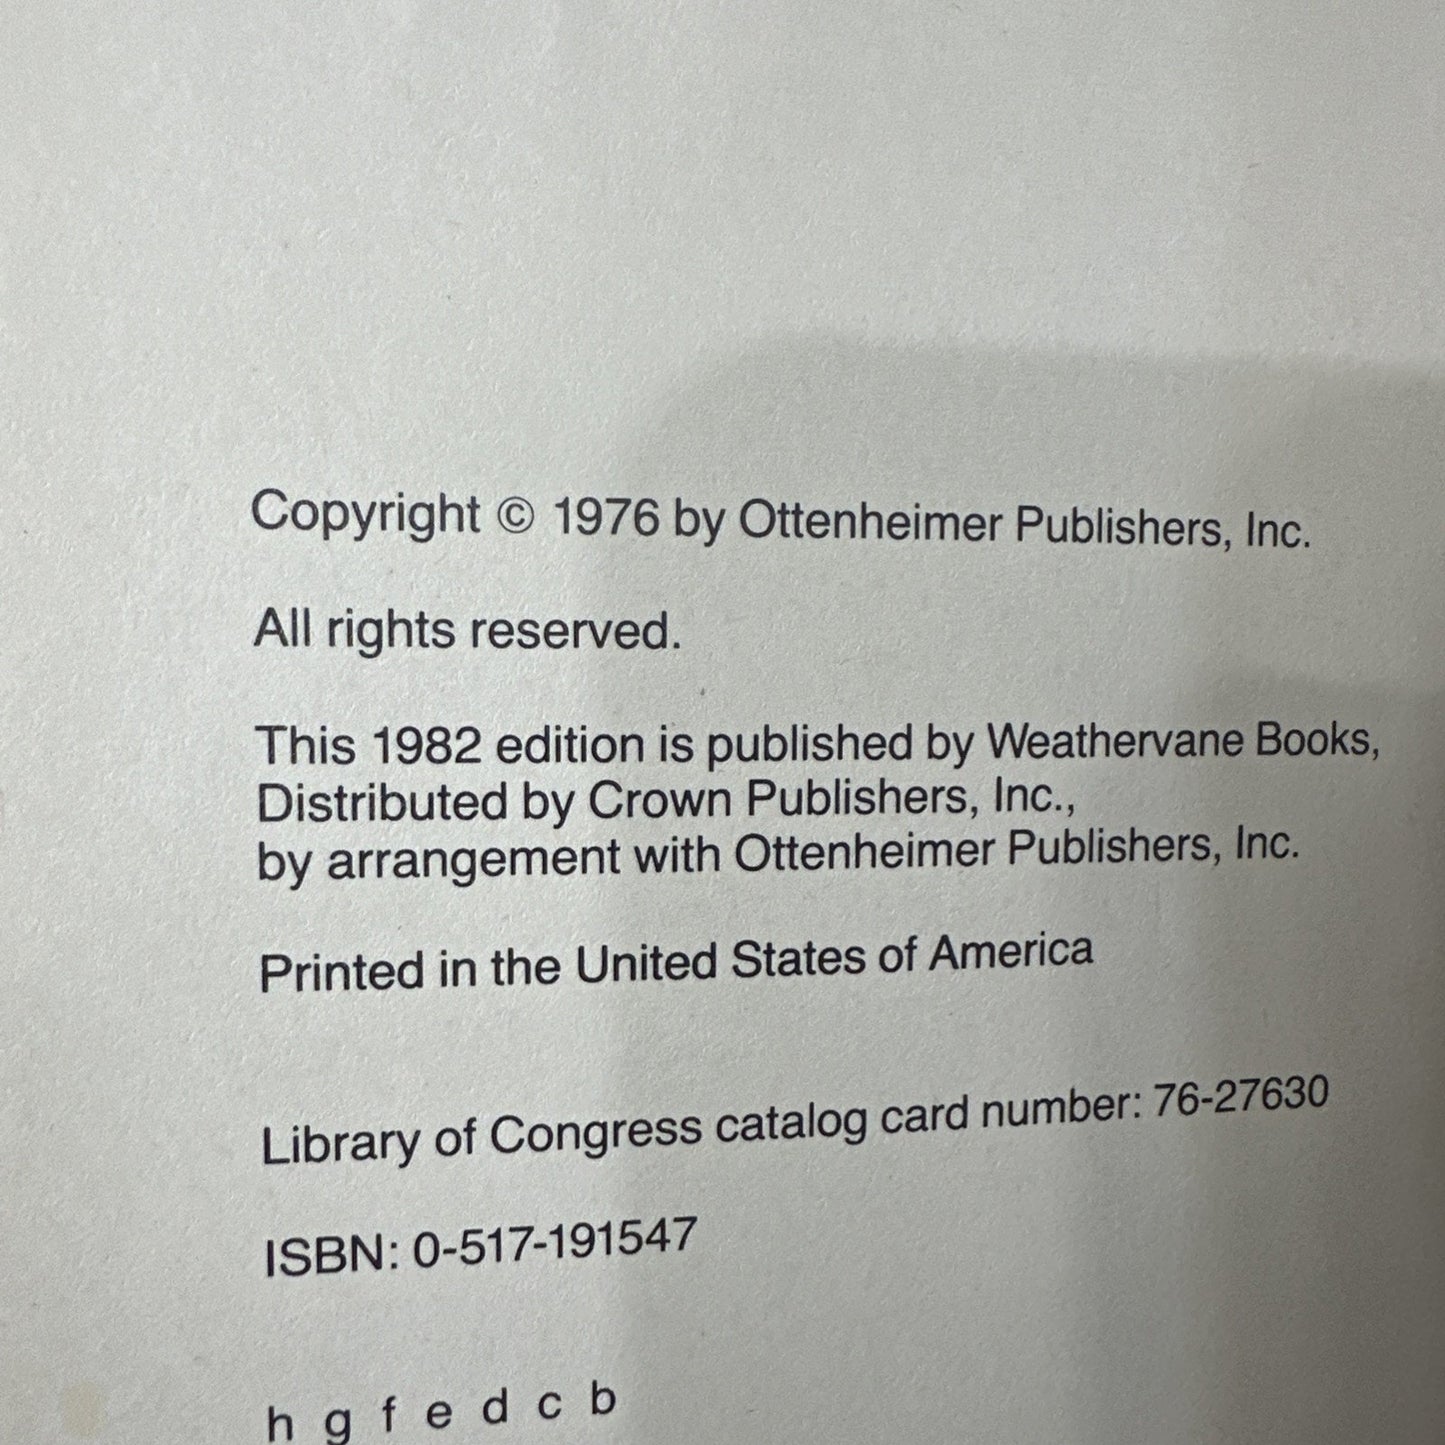 Copyright © 1976 by Ottenheimer Publishers, Inc.
All rights reserved.
This 1982 edition is published by Weathervane Books,
Distributed by Crown Publishers, Inc.,
by arrangement with Ottenheimer Publishers, Inc.
Printed in the United States of America
Library of Congress catalog card number: 76-27630
ISBN: 0-517-191547
h g f e d c b